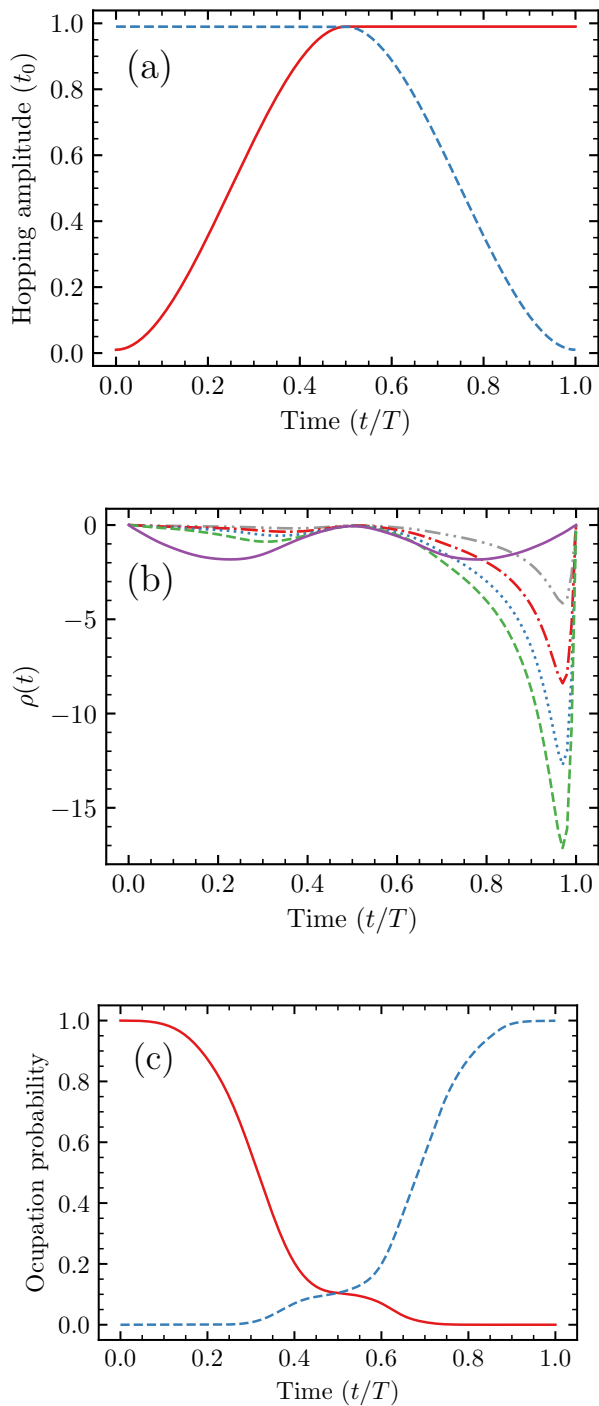 1.0
0.8
0.6
0.4
0.2
0.0
Hopping amplitude (t₀)
(a)
0.0 0.2 0.4 0.6 0.8 1.0
Time (t/T)
0
−5
−10
−15
ρ(t)
(b)
0.0 0.2 0.4 0.6 0.8 1.0
Time (t/T)
1.0
0.8
0.6
0.4
0.2
0.0
Ocupation probability
(c)
0.0 0.2 0.4 0.6 0.8 1.0
Time (t/T)